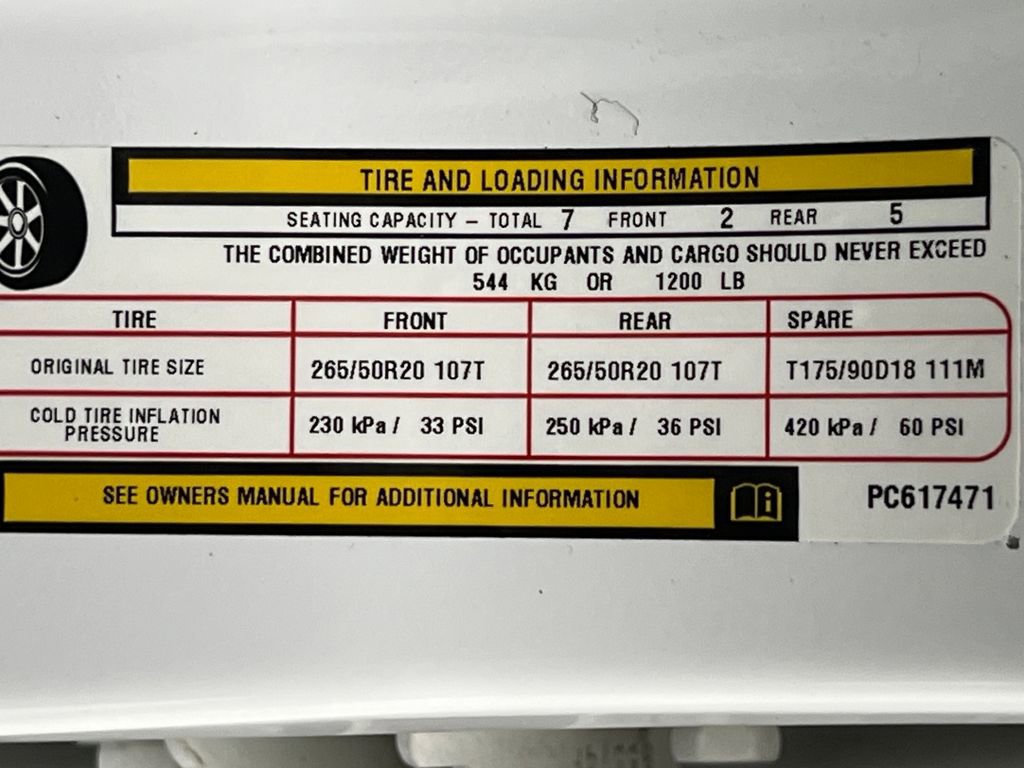 TIRE AND LOADING INFORMATION
SEATING CAPACITY – TOTAL 7 FRONT 2 REAR 5
THE COMBINED WEIGHT OF OCCUPANTS AND CARGO SHOULD NEVER EXCEED
544 KG OR 1200 LB
TIRE FRONT REAR SPARE
ORIGINAL TIRE SIZE 265/50R20 107T 265/50R20 107T T175/90D18 111M
COLD TIRE INFLATION
PRESSURE 230 kPa / 33 PSI 250 kPa / 36 PSI 420 kPa / 60 PSI
SEE OWNERS MANUAL FOR ADDITIONAL INFORMATION
PC617471